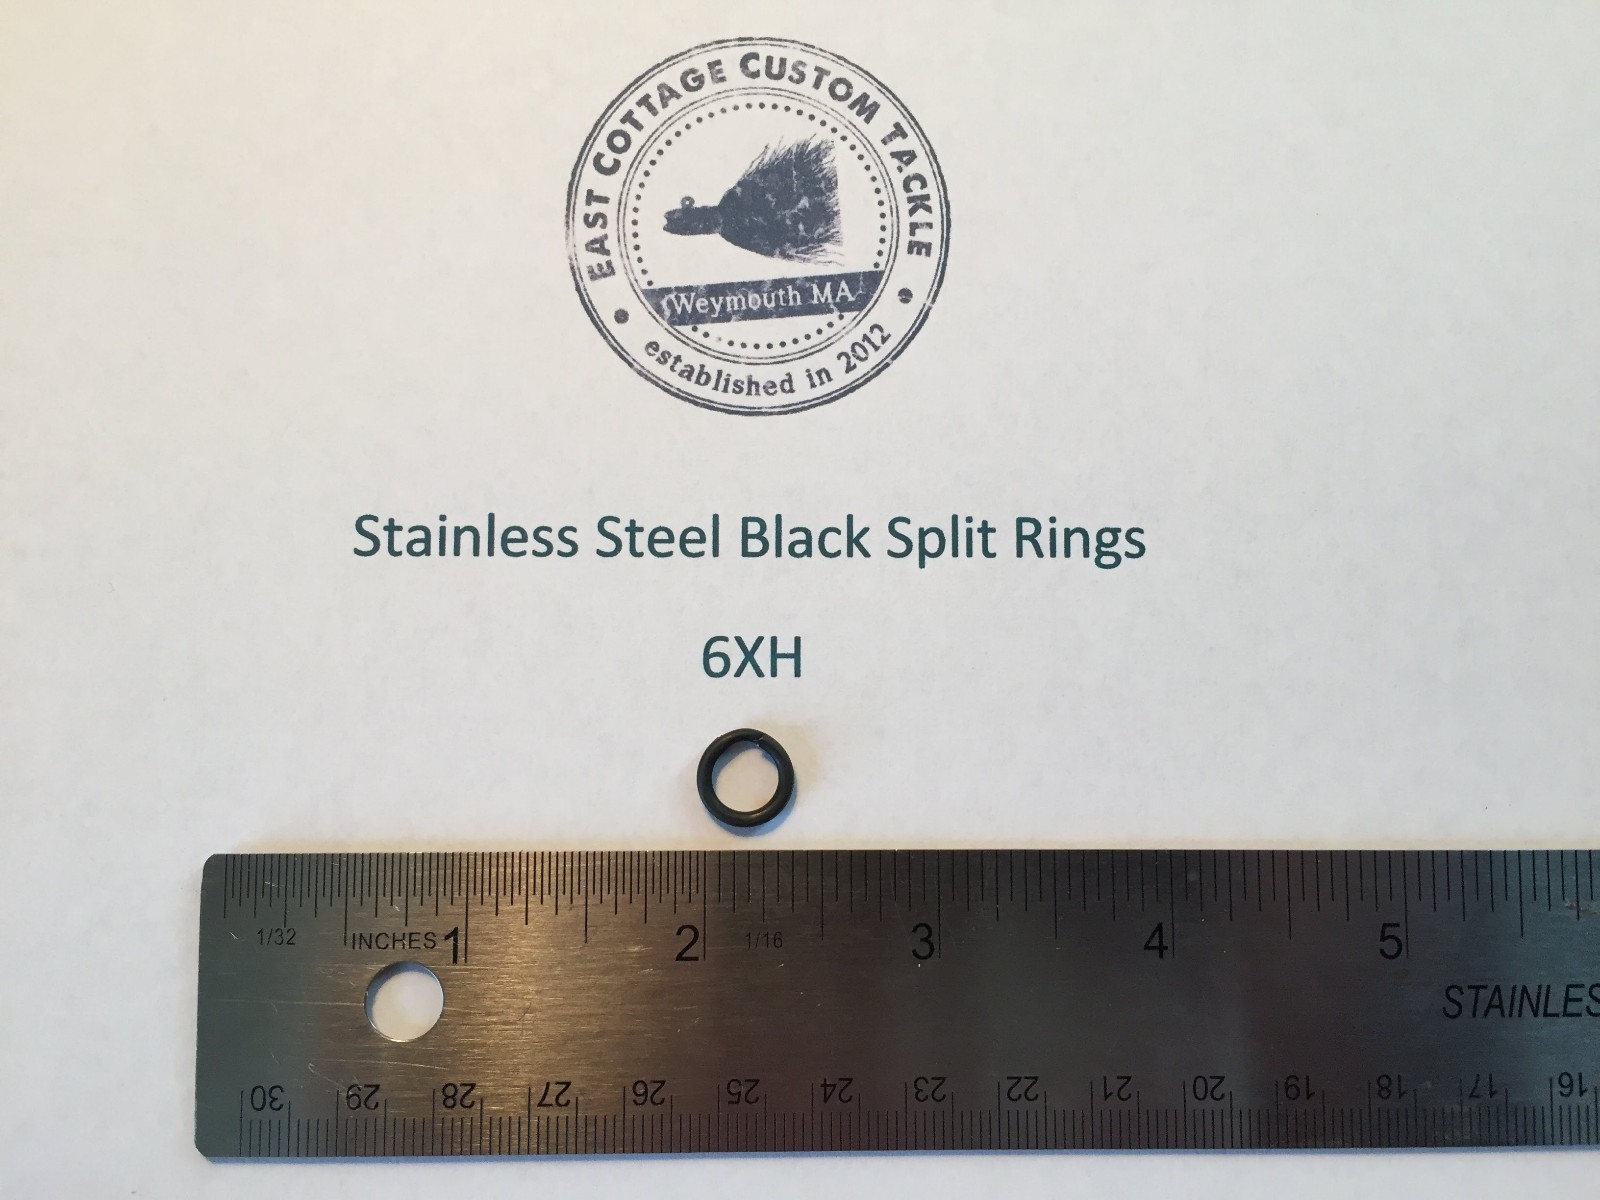 EAST COTTAGE CUSTOM TACKLE
Weymouth MA
established in 2012
Stainless Steel Black Split Rings
6XH
1/32 INCHES 1 2 1/16 3 4 5
STAINLES
30 29 28 27 26 25 24 23 22 21 20 19 18 17 16